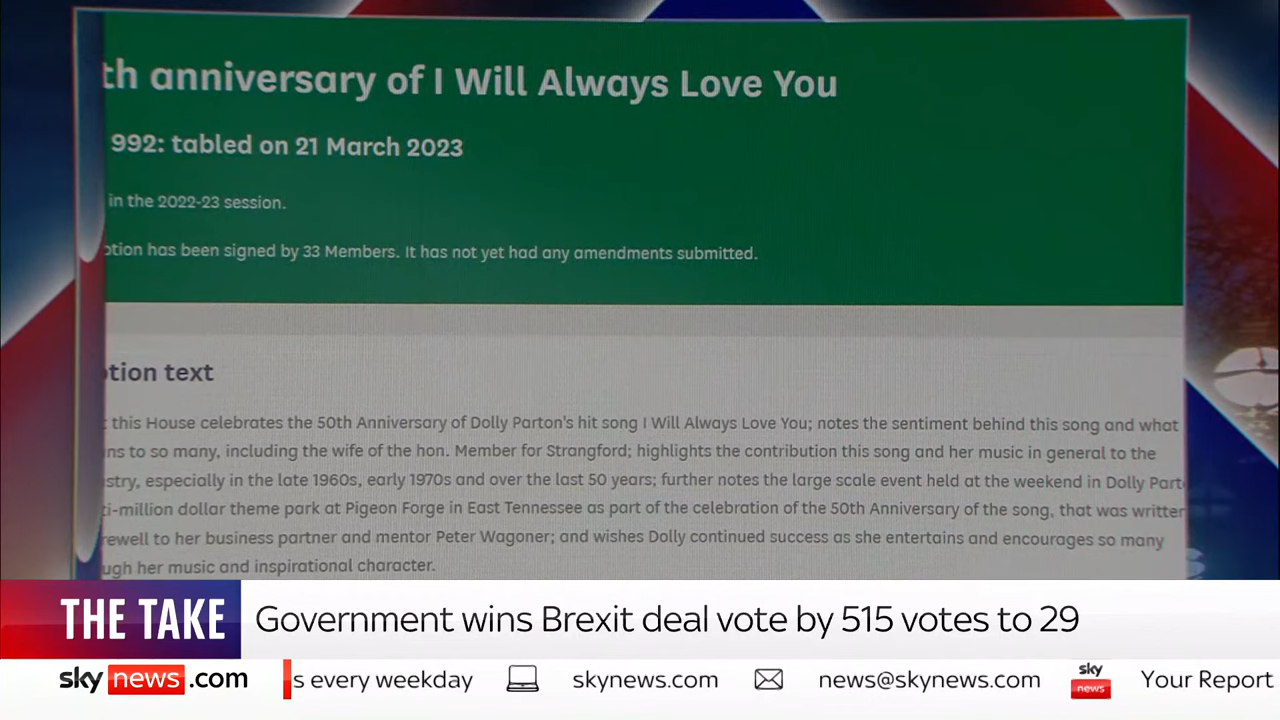 th anniversary of I Will Always Love You
992: tabled on 21 March 2023
in the 2022-23 session.
otion has been signed by 33 Members. It has not yet had any amendments submitted.
otion text
this House celebrates the 50th Anniversary of Dolly Parton's hit song I Will Always Love You; notes the sentiment behind this song and what
ns to so many, including the wife of the hon. Member for Strangford; highlights the contribution this song and her music in general to the
stry, especially in the late 1960s, early 1970s and over the last 50 years; further notes the large scale event held at the weekend in Dolly Part
ti-million dollar theme park at Pigeon Forge in East Tennessee as part of the celebration of the 50th Anniversary of the song, that was written
rewell to her business partner and mentor Peter Wagoner; and wishes Dolly continued success as she entertains and encourages so many
ugh her music and inspirational character.
THE TAKE Government wins Brexit deal vote by 515 votes to 29
sky news.com s every weekday skynews.com news@skynews.com sky news Your Report